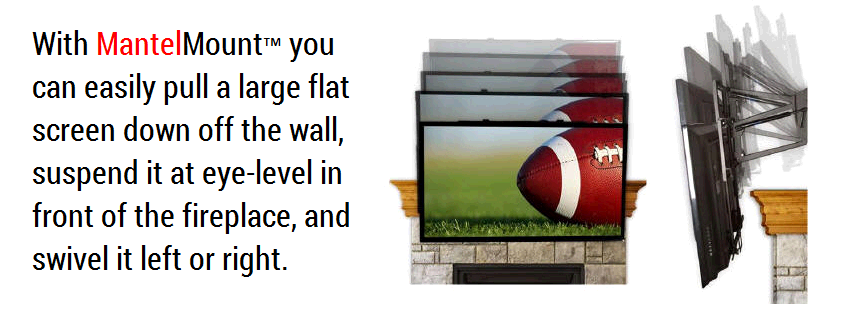 With MantelMount™ you
can easily pull a large flat
screen down off the wall,
suspend it at eye-level in
front of the fireplace, and
swivel it left or right.